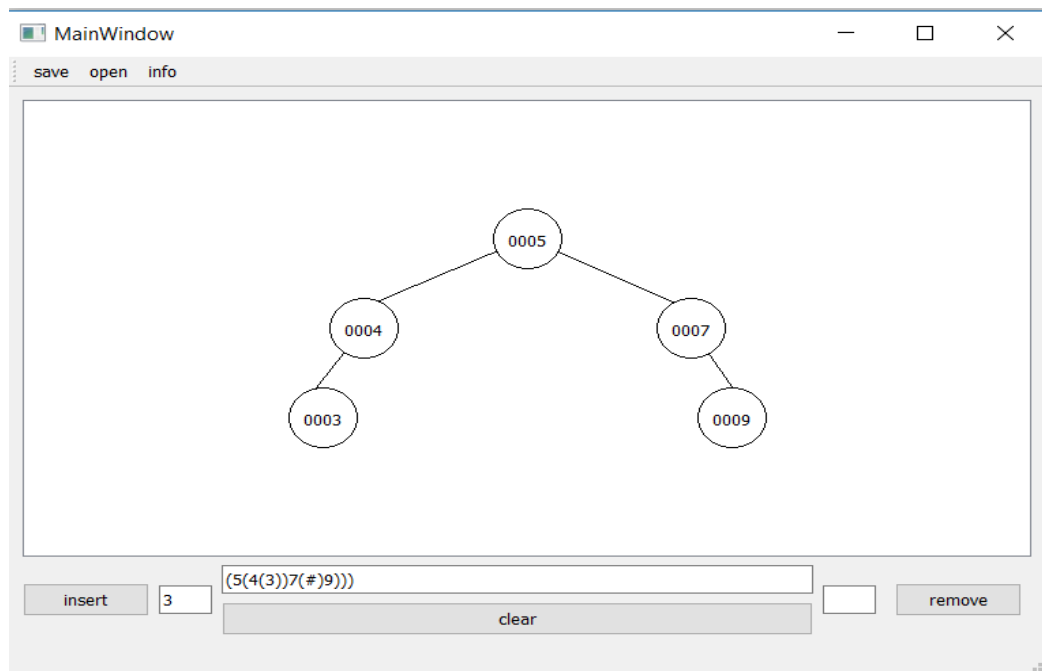 MainWindow
save open info
0005
0004 0007
0003 0009
(5(4(3))7(#)9)))
insert 3 remove
clear